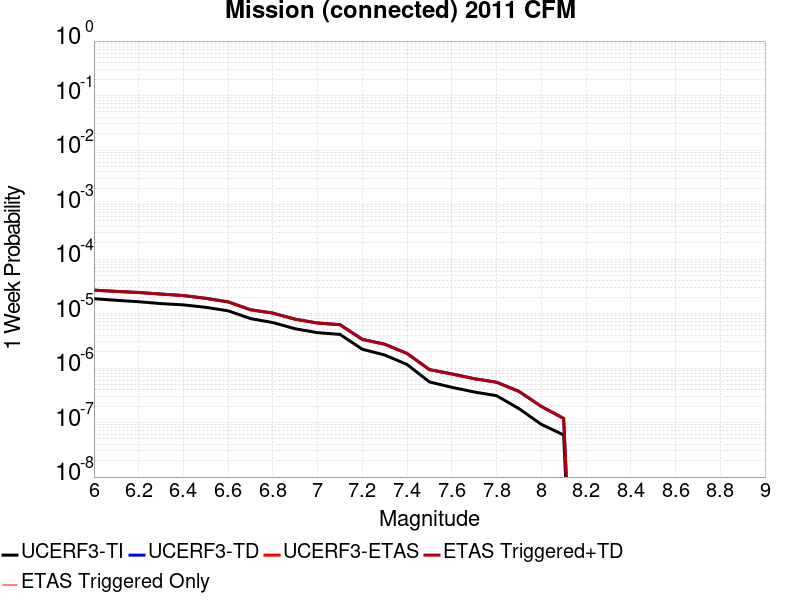 Mission (connected) 2011 CFM
10^0
10^-1
10^-2
10^-3
10^-4
10^-5
10^-6
10^-7
10^-8
1 Week Probability
6 6.2 6.4 6.6 6.8 7 7.2 7.4 7.6 7.8 8 8.2 8.4 8.6 8.8 9
Magnitude
UCERF3-TI UCERF3-TD UCERF3-ETAS ETAS Triggered+TD
ETAS Triggered Only